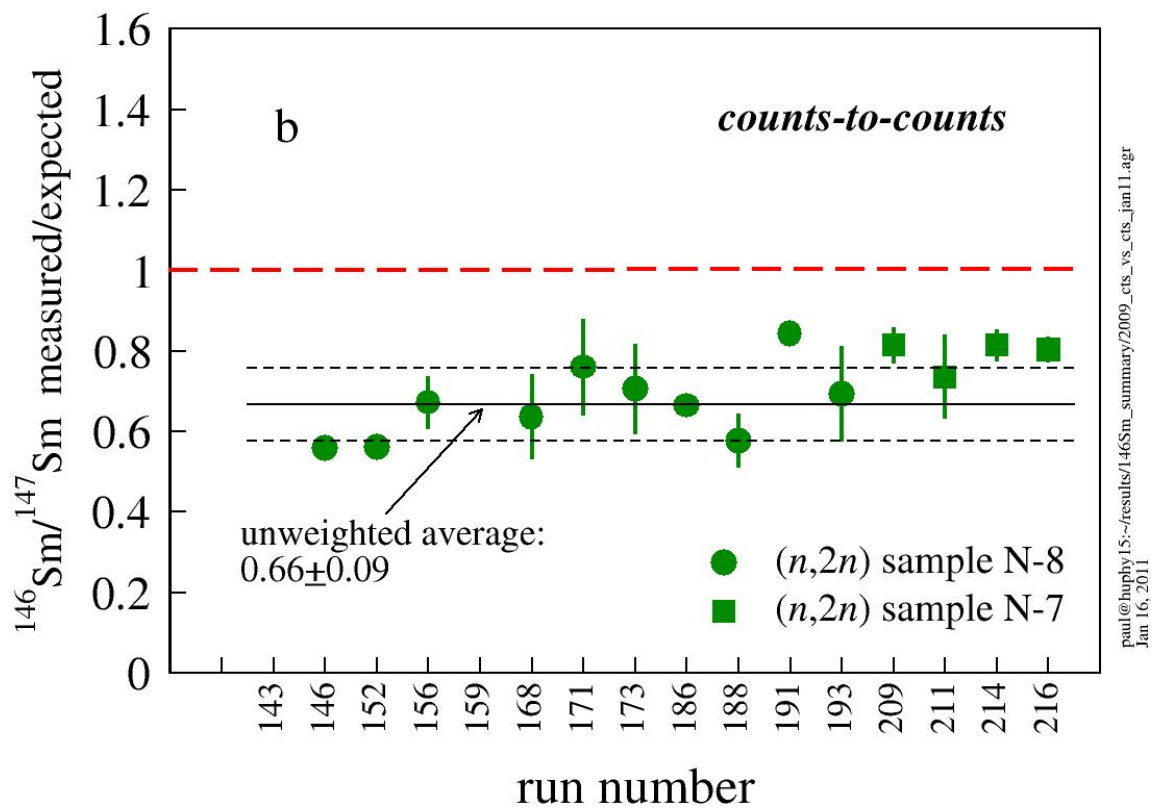 1.6
1.4
1.2
1
0.8
0.6
0.4
0.2
0
146Sm/147Sm measured/expected
b
counts-to-counts
unweighted average:
0.66±0.09
(n,2n) sample N-8
(n,2n) sample N-7
143 146 152 156 159 168 171 173 186 188 191 193 209 211 214 216
run number
paul@huphy15:~/results/146Sm_summary/2009_cts_vs_cts_jan11.agr
Jan 16, 2011